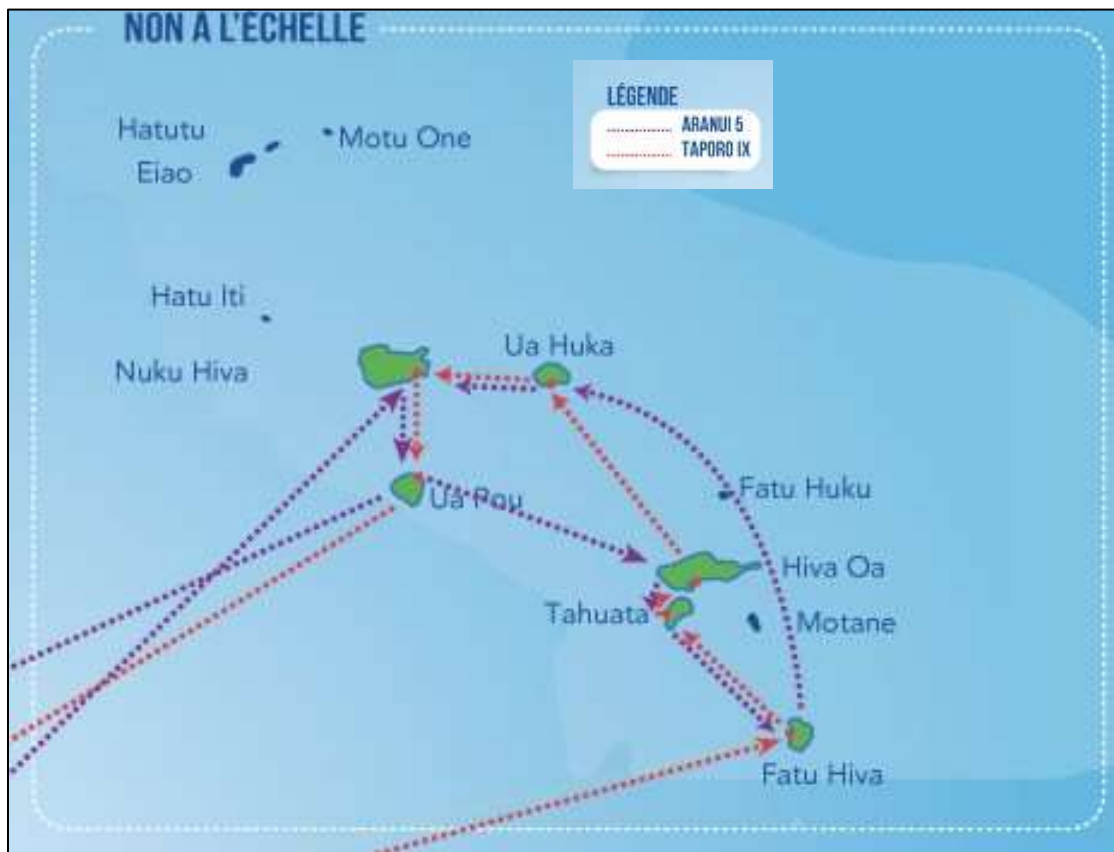 NON À L'ÉCHELLE
LÉGENDE
ARANUI 5
TAPORO IX
Hatutu
Motu One
Eiao
Hatu Iti
Ua Huka
Nuku Hiva
Fatu Huku
Ua Pou
Hiva Oa
Tahuata
Motane
Fatu Hiva